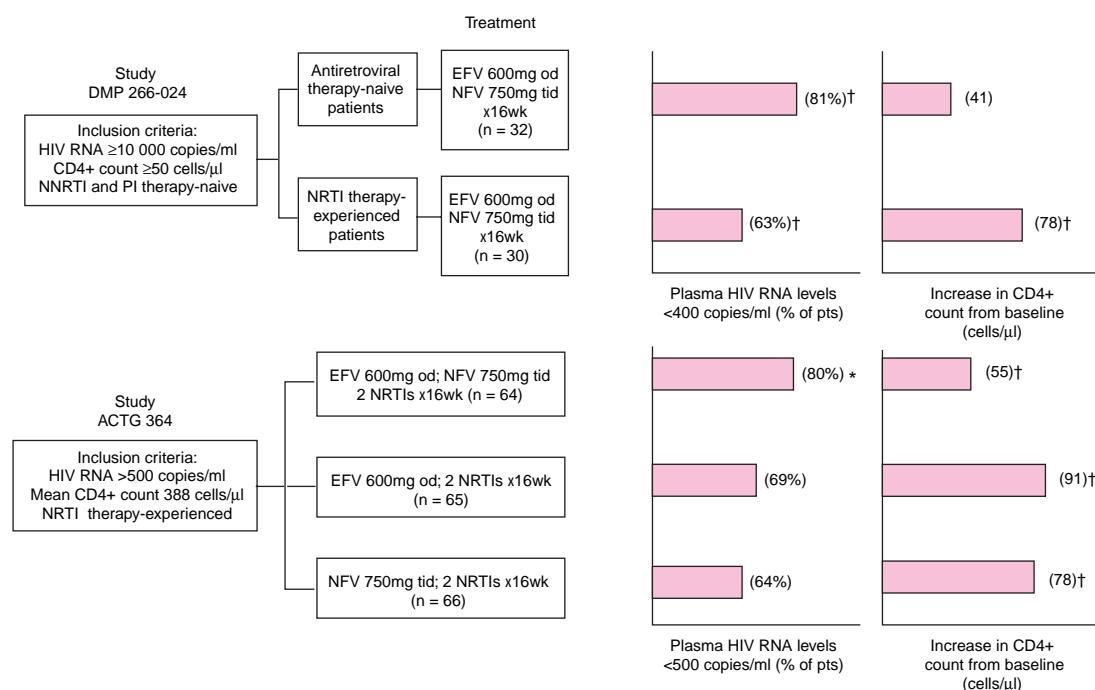 Treatment
Study
DMP 266-024
Inclusion criteria:
HIV RNA ≥10 000 copies/ml
CD4+ count ≥50 cells/µl
NNRTI and PI therapy-naive
Antiretroviral
therapy-naive
patients
EFV 600mg od
NFV 750mg tid
x16wk
(n = 32)
NRTI therapy-
experienced
patients
EFV 600mg od
NFV 750mg tid
x16wk
(n = 30)
(81%)†
(41)
(63%)†
(78)†
Plasma HIV RNA levels
<400 copies/ml (% of pts)
Increase in CD4+
count from baseline
(cells/µl)
Study
ACTG 364
Inclusion criteria:
HIV RNA >500 copies/ml
Mean CD4+ count 388 cells/µl
NRTI therapy-experienced
EFV 600mg od; NFV 750mg tid
2 NRTIs x16wk (n = 64)
EFV 600mg od; 2 NRTIs x16wk
(n = 65)
NFV 750mg tid; 2 NRTIs x16wk
(n = 66)
(80%) *
(55)†
(69%)
(91)†
(64%)
(78)†
Plasma HIV RNA levels
<500 copies/ml (% of pts)
Increase in CD4+
count from baseline
(cells/µl)